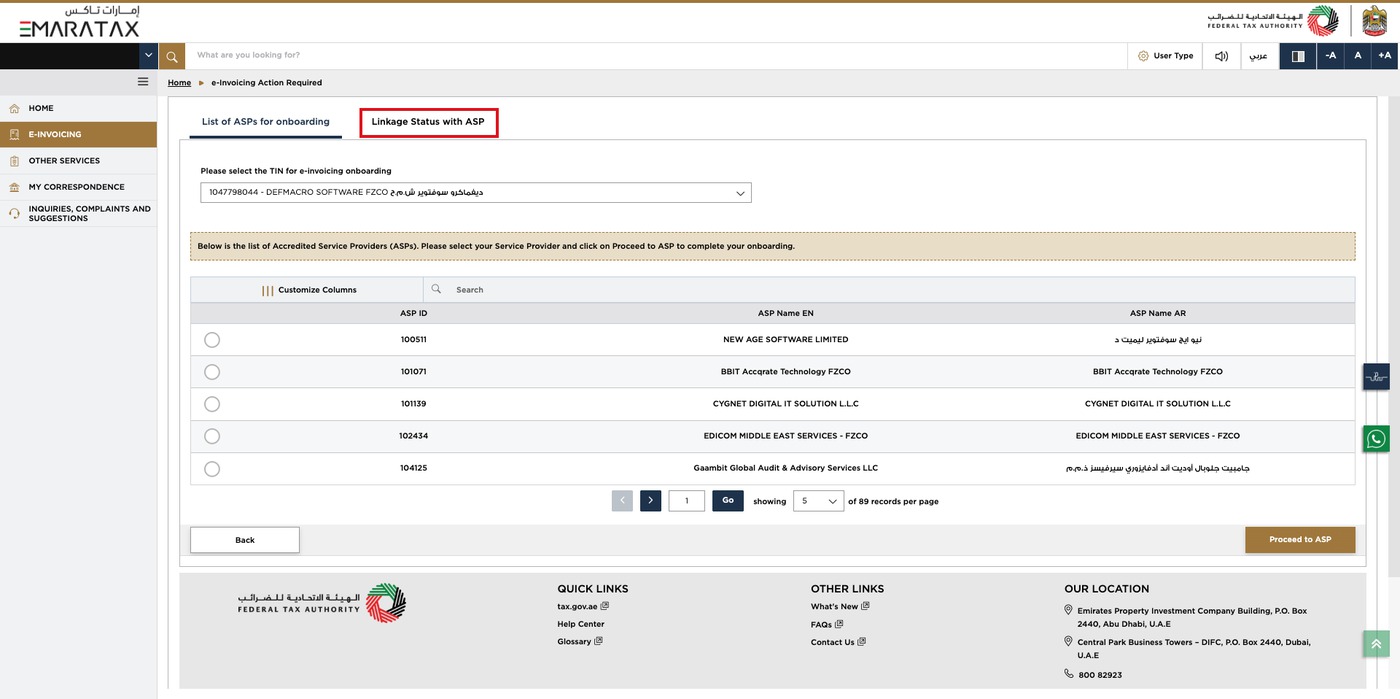 إمـــارات تـاكـــس
EMARATAX
الهـيـئـة الاتحـاديـة للـضــرائــب
FEDERAL TAX AUTHORITY
What are you looking for?
User Type
عربي
-A
A
+A
Home ▶ e-Invoicing Action Required
HOME
E-INVOICING
OTHER SERVICES
MY CORRESPONDENCE
INQUIRIES, COMPLAINTS AND
SUGGESTIONS
List of ASPs for onboarding
Linkage Status with ASP
Please select the TIN for e-invoicing onboarding
1047798044 - DEFMACRO SOFTWARE FZCO ديفماكرو سوفتوير ش.م.ح
Below is the list of Accredited Service Providers (ASPs). Please select your Service Provider and click on Proceed to ASP to complete your onboarding.
Customize Columns
Search
ASP ID ASP Name EN ASP Name AR
100511 NEW AGE SOFTWARE LIMITED نيو ايج سوفتوير ليميت د
101071 BBIT Accqrate Technology FZCO BBIT Accqrate Technology FZCO
101139 CYGNET DIGITAL IT SOLUTION L.L.C CYGNET DIGITAL IT SOLUTION L.L.C
102434 EDICOM MIDDLE EAST SERVICES - FZCO EDICOM MIDDLE EAST SERVICES - FZCO
104125 Gaambit Global Audit & Advisory Services LLC جامبيت جلوبال أوديت أند أدفايزوري سيرفيسز ذ.م.م
1 Go showing 5 of 89 records per page
Back
Proceed to ASP
الهـيـئـة الاتحـاديـة للـضــرائــب
FEDERAL TAX AUTHORITY
QUICK LINKS
tax.gov.ae
Help Center
Glossary
OTHER LINKS
What's New
FAQs
Contact Us
OUR LOCATION
Emirates Property Investment Company Building, P.O. Box
2440, Abu Dhabi, U.A.E
Central Park Business Towers – DIFC, P.O. Box 2440, Dubai,
U.A.E
800 82923